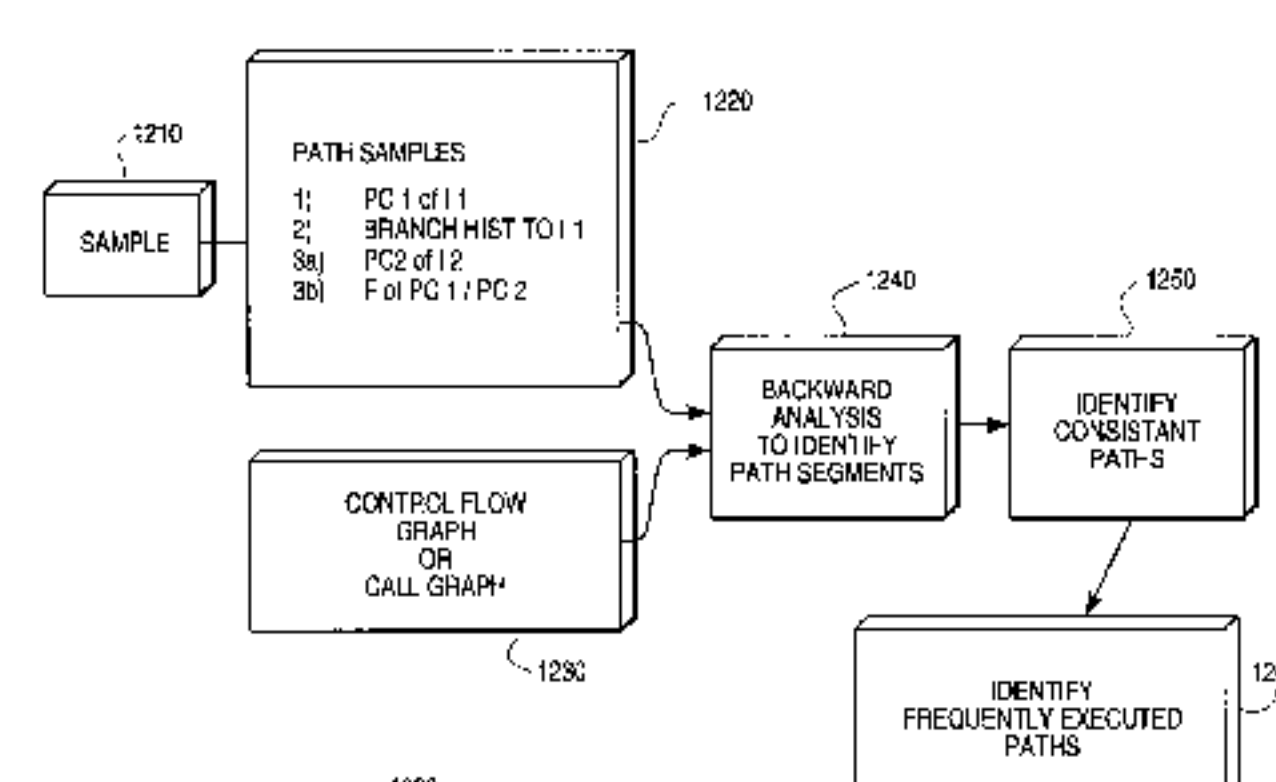 1210
1220
PATH SAMPLES
1) PC 1 of I 1
2) BRANCH HIST TO I 1
3a) PC2 of I 2
3b) F of PC 1 / PC 2
SAMPLE
1240
1250
BACKWARD
ANALYSIS
TO IDENTIFY
PATH SEGMENTS
IDENTIFY
CONSISTANT
PATHS
CONTROL FLOW
GRAPH
OR
CALL GRAPH
1230
IDENTIFY
FREQUENTLY EXECUTED
PATHS